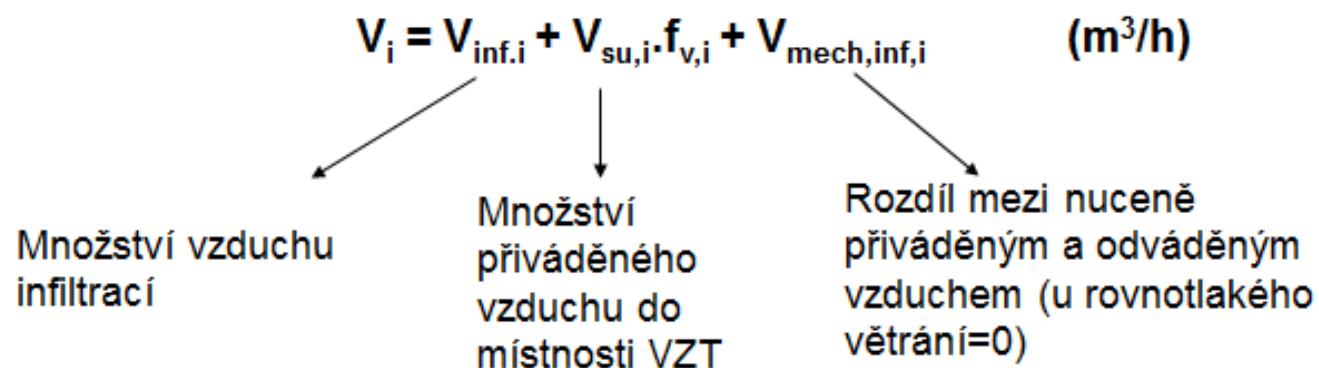 Vi = Vinf.i + Vsu,i.fv,i + Vmech,inf,i (m³/h)
Množství vzduchu
infiltrací
Množství
přiváděného
vzduchu do
místnosti VZT
Rozdíl mezi nuceně
přiváděným a odváděným
vzduchem (u rovnotlakého
větrání=0)